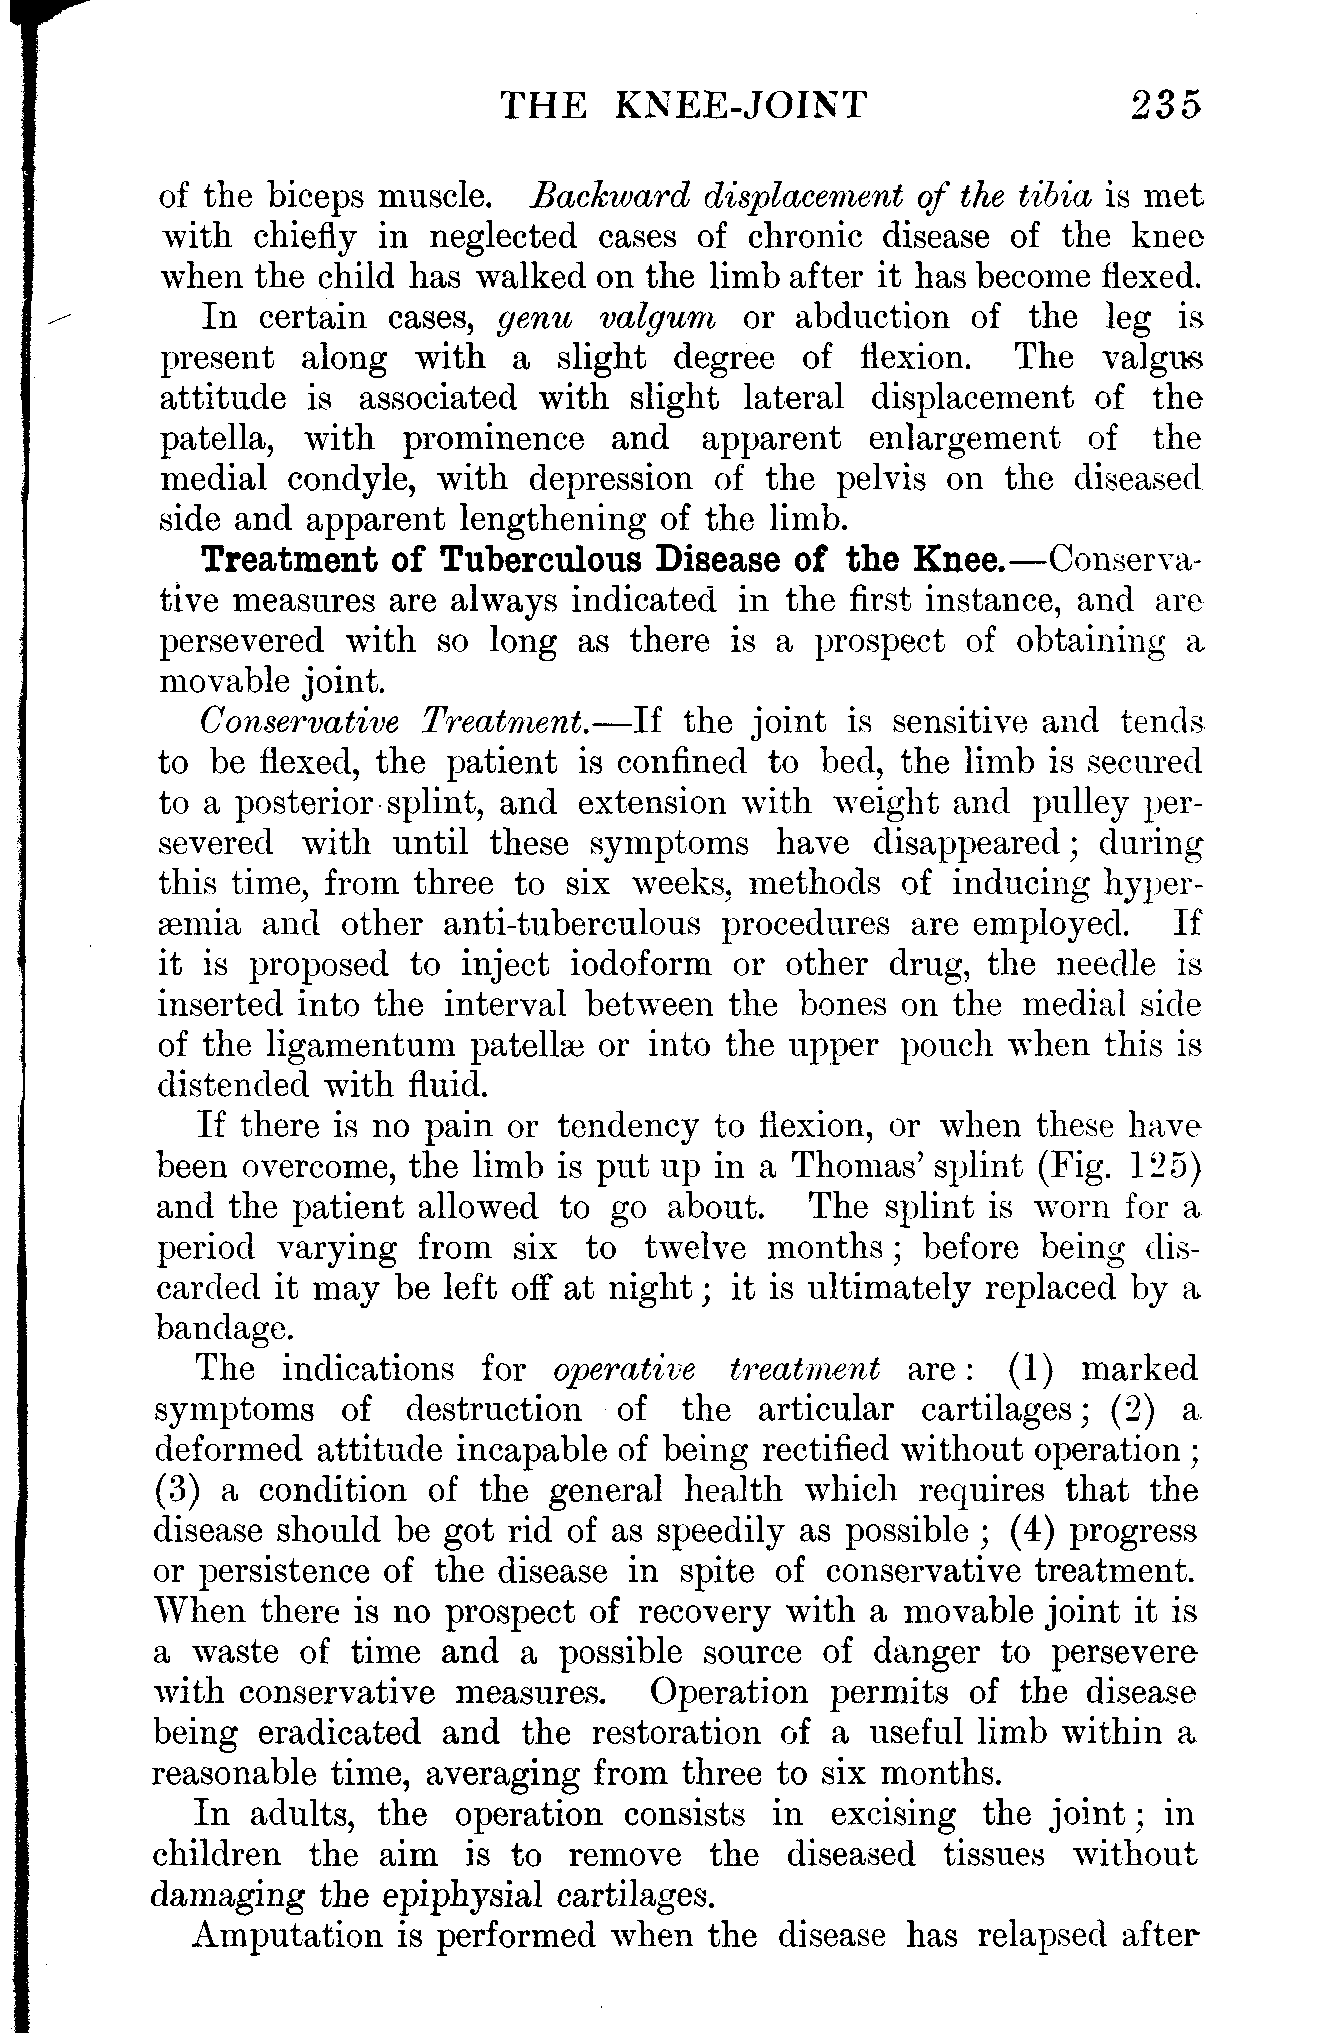 THE KNEE-JOINT 235
of the biceps muscle. Backward displacement of the tibia is met
with chiefly in neglected cases of chronic disease of the knee
when the child has walked on the limb after it has become flexed.
In certain cases, genu valgum or abduction of the leg is
present along with a slight degree of flexion. The valgus
attitude is associated with slight lateral displacement of the
patella, with prominence and apparent enlargement of the
medial condyle, with depression of the pelvis on the diseased
side and apparent lengthening of the limb.
Treatment of Tuberculous Disease of the Knee.—Conserva-
tive measures are always indicated in the first instance, and are
persevered with so long as there is a prospect of obtaining a
movable joint.
Conservative Treatment.—If the joint is sensitive and tends
to be flexed, the patient is confined to bed, the limb is secured
to a posterior splint, and extension with weight and pulley per-
severed with until these symptoms have disappeared; during
this time, from three to six weeks, methods of inducing hyper-
æmia and other anti-tuberculous procedures are employed. If
it is proposed to inject iodoform or other drug, the needle is
inserted into the interval between the bones on the medial side
of the ligamentum patellæ or into the upper pouch when this is
distended with fluid.
If there is no pain or tendency to flexion, or when these have
been overcome, the limb is put up in a Thomas' splint (Fig. 125)
and the patient allowed to go about. The splint is worn for a
period varying from six to twelve months; before being dis-
carded it may be left off at night; it is ultimately replaced by a
bandage.
The indications for operative treatment are: (1) marked
symptoms of destruction of the articular cartilages; (2) a
deformed attitude incapable of being rectified without operation;
(3) a condition of the general health which requires that the
disease should be got rid of as speedily as possible; (4) progress
or persistence of the disease in spite of conservative treatment.
When there is no prospect of recovery with a movable joint it is
a waste of time and a possible source of danger to persevere
with conservative measures. Operation permits of the disease
being eradicated and the restoration of a useful limb within a
reasonable time, averaging from three to six months.
In adults, the operation consists in excising the joint; in
children the aim is to remove the diseased tissues without
damaging the epiphysial cartilages.
Amputation is performed when the disease has relapsed after